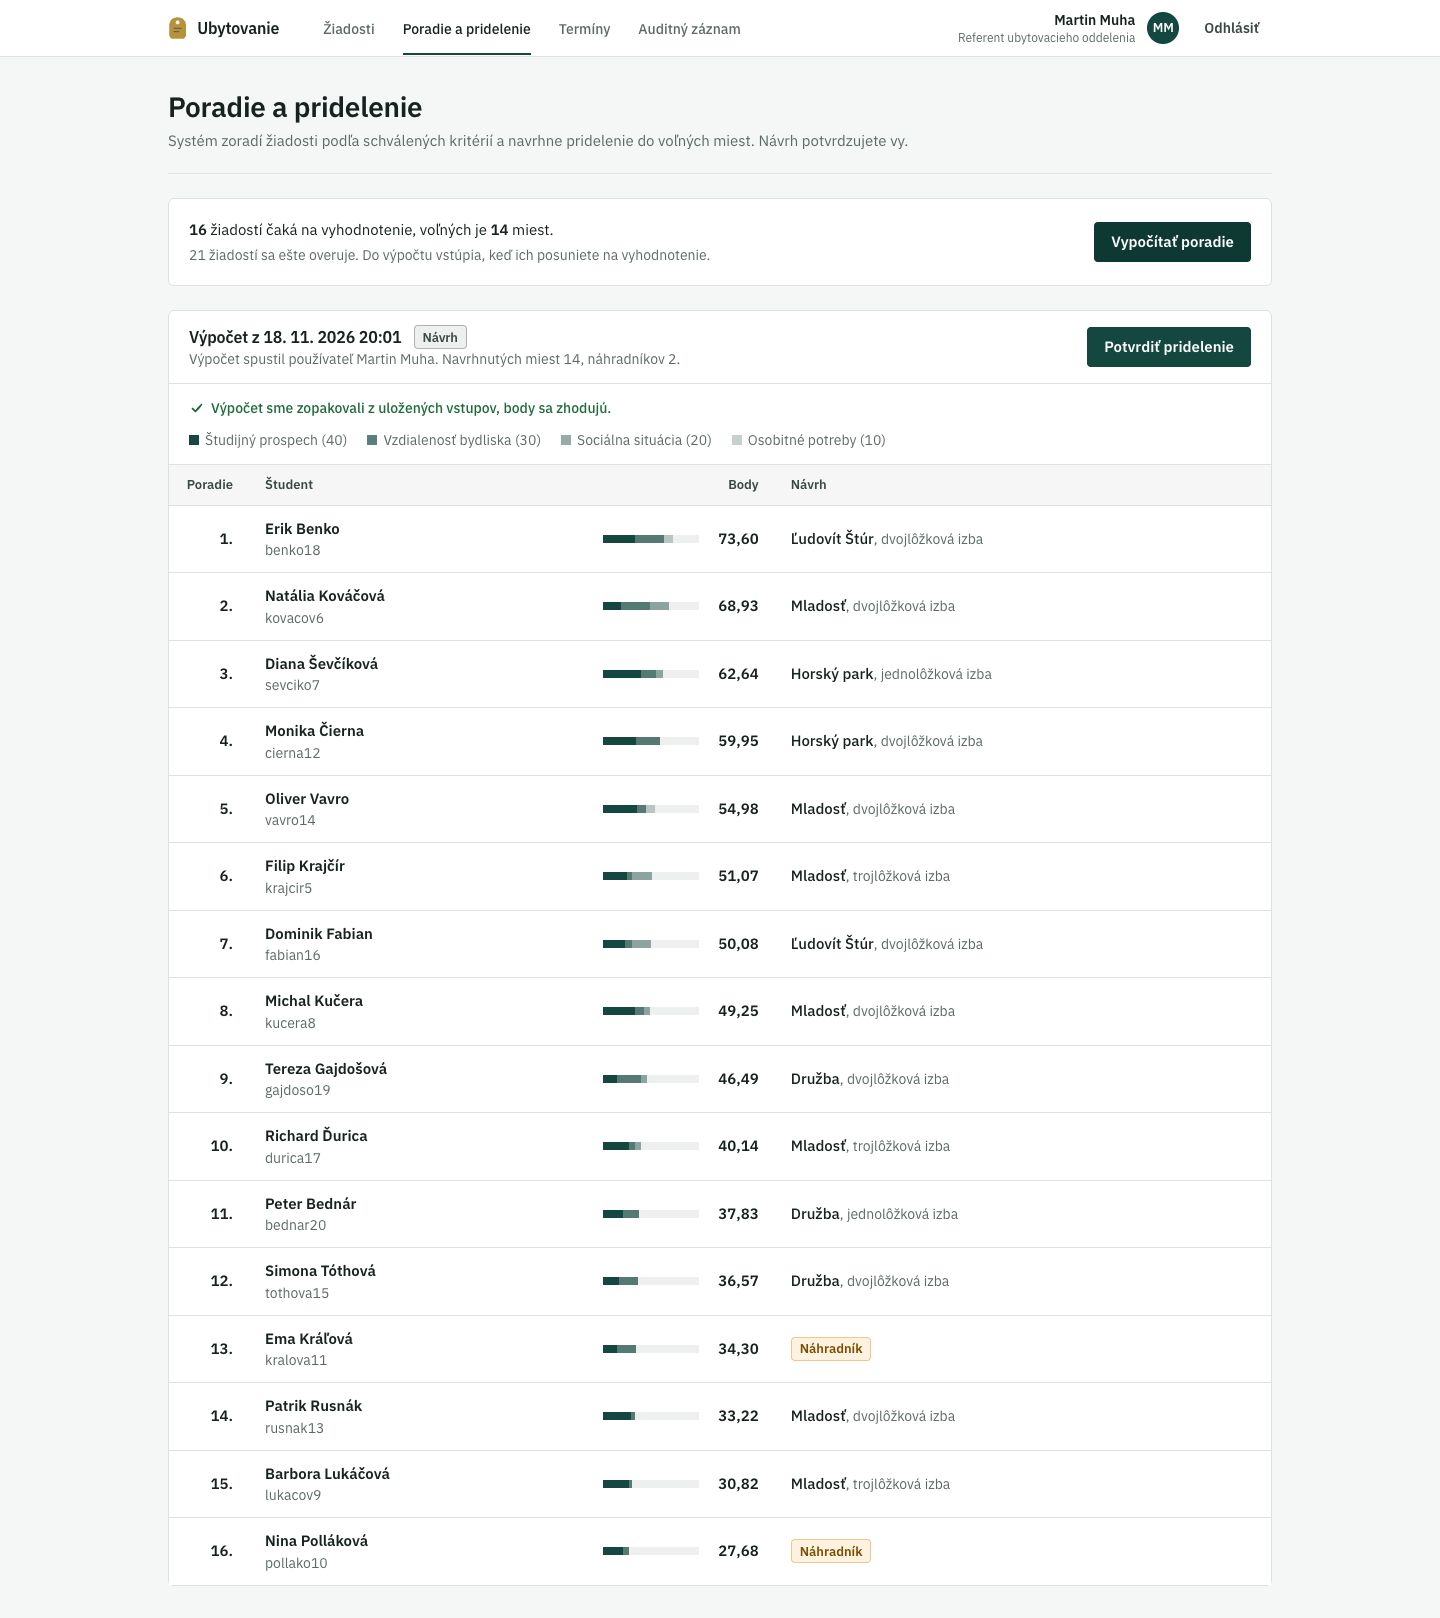 Ubytovanie
Žiadosti
Poradie a pridelenie
Termíny
Auditný záznam
Martin Muha
Referent ubytovacieho oddelenia
MM
Odhlásiť
Poradie a pridelenie
Systém zoradí žiadosti podľa schválených kritérií a navrhne pridelenie do voľných miest. Návrh potvrdzujete vy.
16 žiadostí čaká na vyhodnotenie, voľných je 14 miest.
21 žiadostí sa ešte overuje. Do výpočtu vstúpia, keď ich posuniete na vyhodnotenie.
Vypočítať poradie
Výpočet z 18. 11. 2026 20:01 Návrh
Výpočet spustil používateľ Martin Muha. Navrhnutých miest 14, náhradníkov 2.
Potvrdiť pridelenie
Výpočet sme zopakovali z uložených vstupov, body sa zhodujú.
Študijný prospech (40) Vzdialenosť bydliska (30) Sociálna situácia (20) Osobitné potreby (10)
Poradie Študent Body Návrh
1. Erik Benko 73,60 Ľudovít Štúr, dvojlôžková izba
benko18
2. Natália Kováčová 68,93 Mladosť, dvojlôžková izba
kovacov6
3. Diana Ševčíková 62,64 Horský park, jednolôžková izba
sevciko7
4. Monika Čierna 59,95 Horský park, dvojlôžková izba
cierna12
5. Oliver Vavro 54,98 Mladosť, dvojlôžková izba
vavro14
6. Filip Krajčír 51,07 Mladosť, trojlôžková izba
krajcir5
7. Dominik Fabian 50,08 Ľudovít Štúr, dvojlôžková izba
fabian16
8. Michal Kučera 49,25 Mladosť, dvojlôžková izba
kucera8
9. Tereza Gajdošová 46,49 Družba, dvojlôžková izba
gajdoso19
10. Richard Ďurica 40,14 Mladosť, trojlôžková izba
durica17
11. Peter Bednár 37,83 Družba, jednolôžková izba
bednar20
12. Simona Tóthová 36,57 Družba, dvojlôžková izba
tothova15
13. Ema Kráľová 34,30 Náhradník
kralova11
14. Patrik Rusnák 33,22 Mladosť, dvojlôžková izba
rusnak13
15. Barbora Lukáčová 30,82 Mladosť, trojlôžková izba
lukacov9
16. Nina Polláková 27,68 Náhradník
pollako10